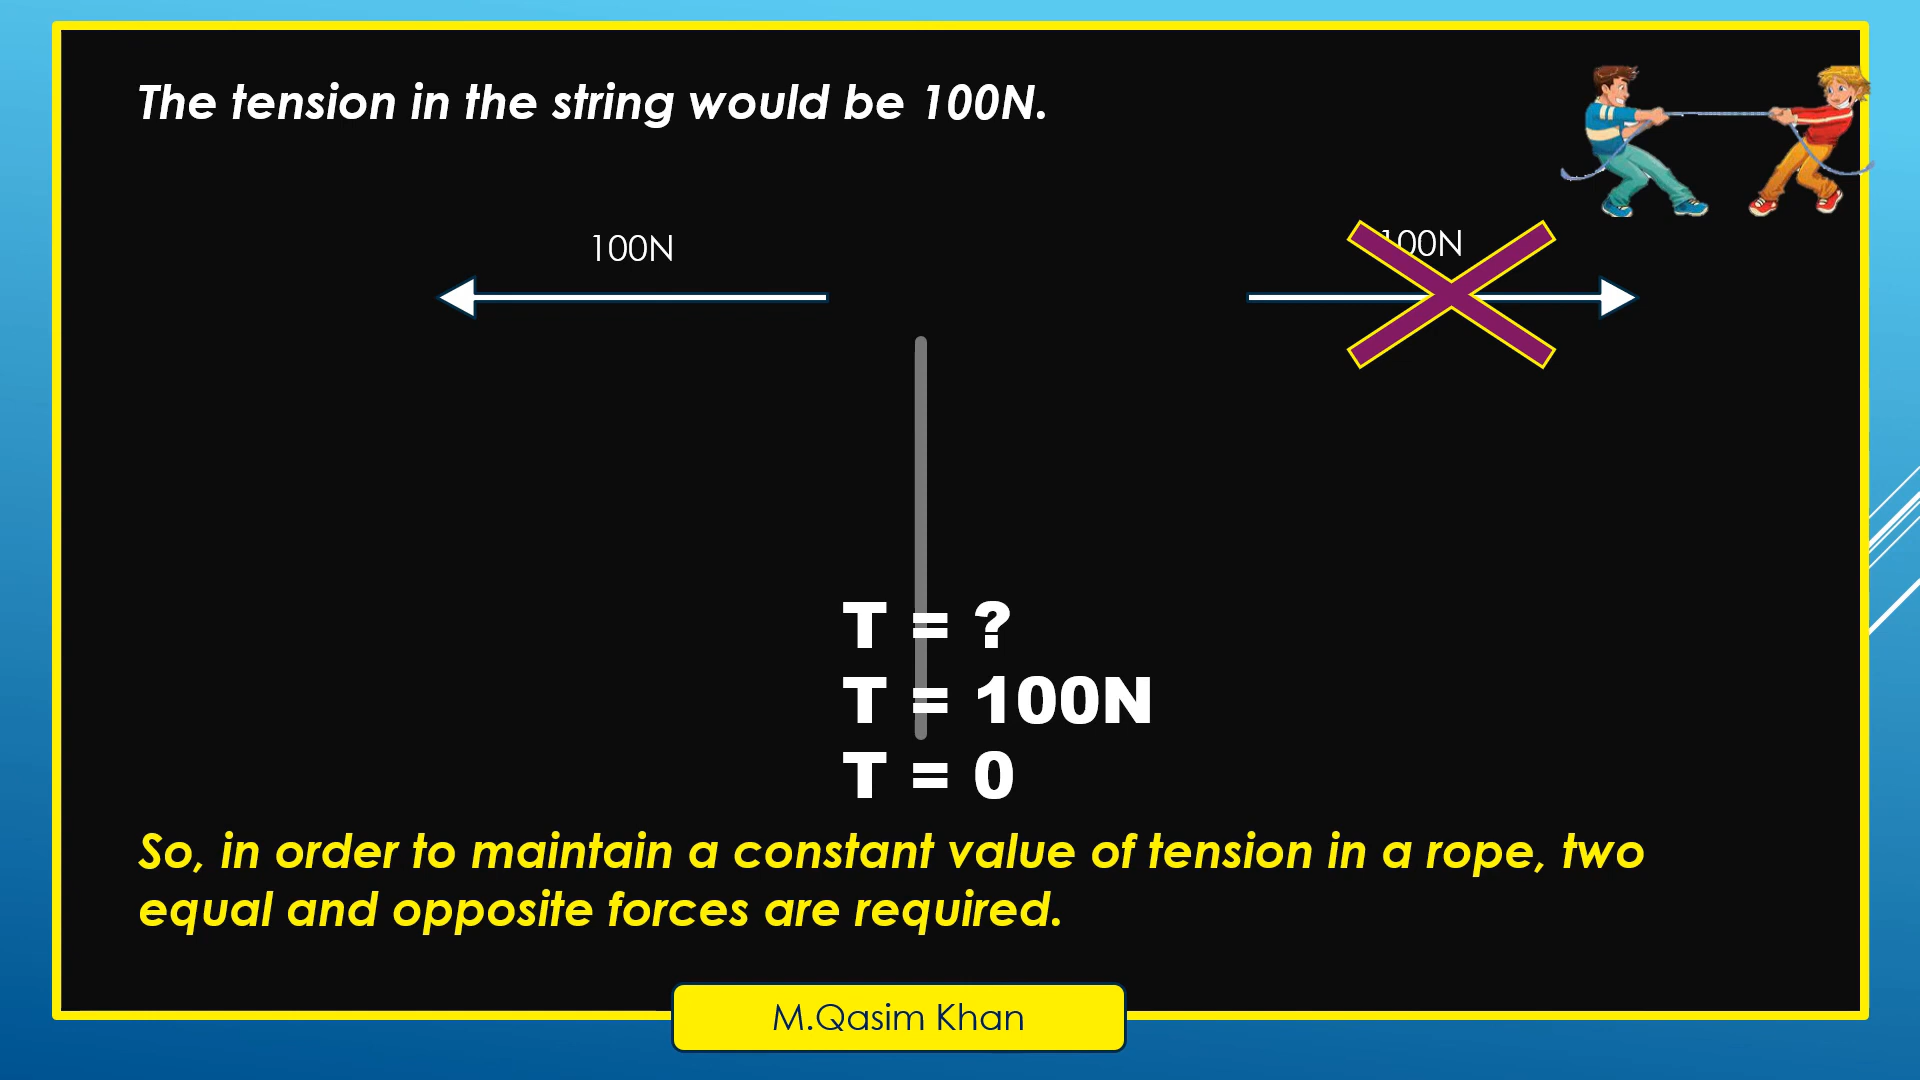 The tension in the string would be 100N.
100N
100N
T = ?
T = 100N
T = 0
So, in order to maintain a constant value of tension in a rope, two
equal and opposite forces are required.
M.Qasim Khan